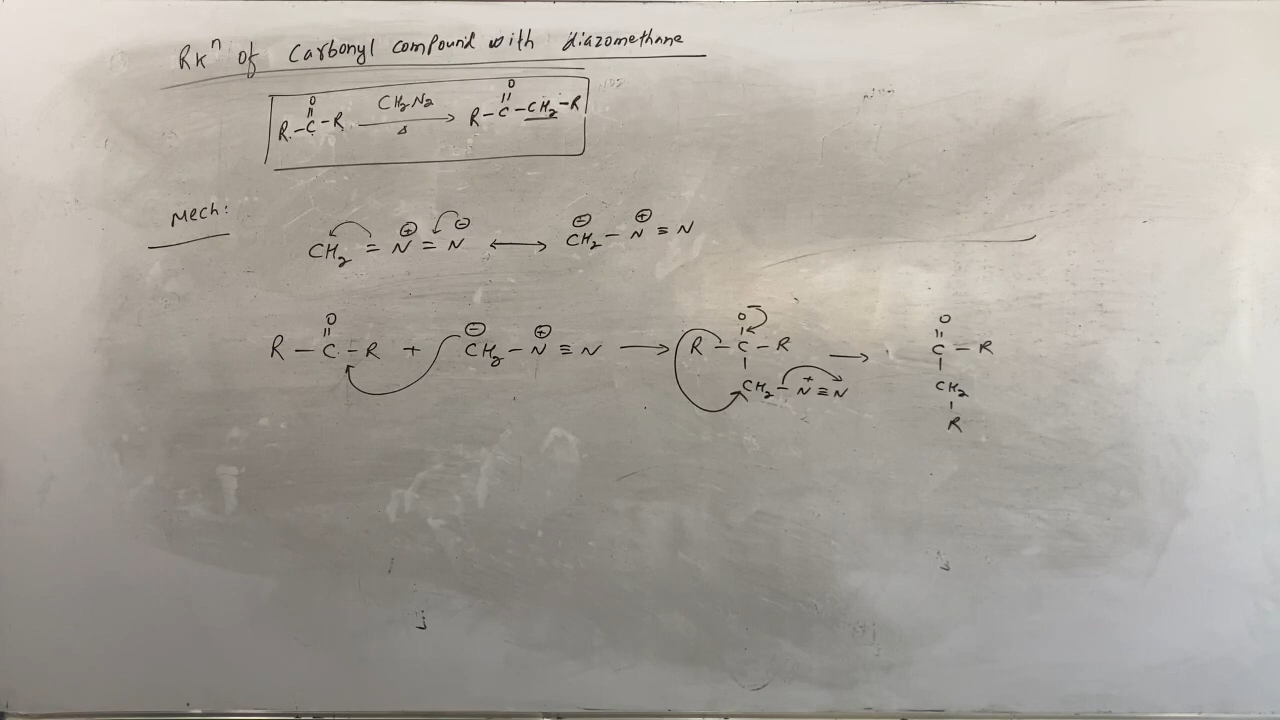 Rxⁿ of Carbonyl compound with diazomethane
O O
R-C-R CH₂N₂ → R-C-CH₂-R
Δ
Mech:
CH₂=N⊕=N⊖ ↔ ⊖CH₂-N⊕≡N
O O O
R-C-R + ⊖CH₂-N⊕≡N → R-C-R → C-R
CH₂-N⁺≡N CH₂
R